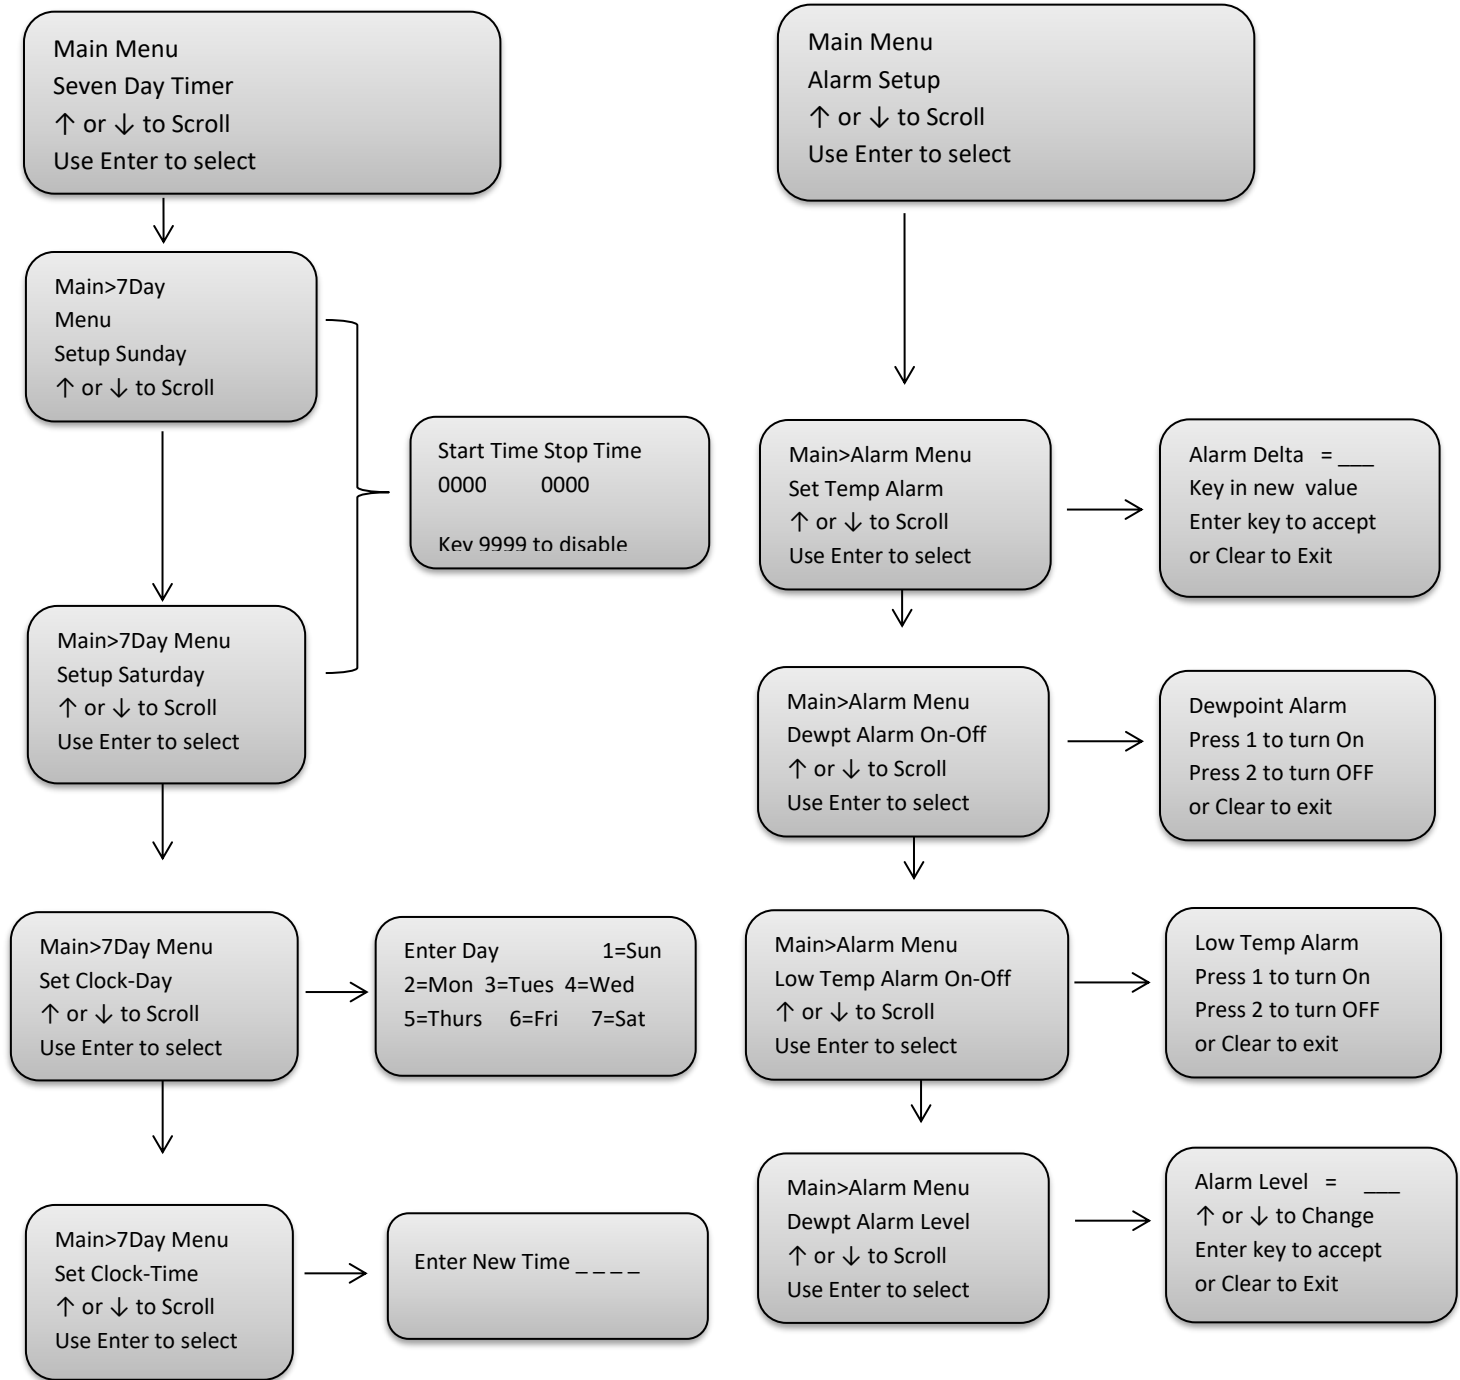 Main Menu
Seven Day Timer
↑ or ↓ to Scroll
Use Enter to select
Main>7Day
Menu
Setup Sunday
↑ or ↓ to Scroll
Start Time Stop Time
0000 0000
Key 9999 to disable
Main>7Day Menu
Setup Saturday
↑ or ↓ to Scroll
Use Enter to select
Main>7Day Menu
Set Clock-Day
↑ or ↓ to Scroll
Use Enter to select
Enter Day 1=Sun
2=Mon 3=Tues 4=Wed
5=Thurs 6=Fri 7=Sat
Main>7Day Menu
Set Clock-Time
↑ or ↓ to Scroll
Use Enter to select
Enter New Time _ _ _ _
Main Menu
Alarm Setup
↑ or ↓ to Scroll
Use Enter to select
Main>Alarm Menu
Set Temp Alarm
↑ or ↓ to Scroll
Use Enter to select
Alarm Delta = ___
Key in new value
Enter key to accept
or Clear to Exit
Main>Alarm Menu
Dewpt Alarm On-Off
↑ or ↓ to Scroll
Use Enter to select
Dewpoint Alarm
Press 1 to turn On
Press 2 to turn OFF
or Clear to exit
Main>Alarm Menu
Low Temp Alarm On-Off
↑ or ↓ to Scroll
Use Enter to select
Low Temp Alarm
Press 1 to turn On
Press 2 to turn OFF
or Clear to exit
Main>Alarm Menu
Dewpt Alarm Level
↑ or ↓ to Scroll
Use Enter to select
Alarm Level = ___
↑ or ↓ to Change
Enter key to accept
or Clear to Exit